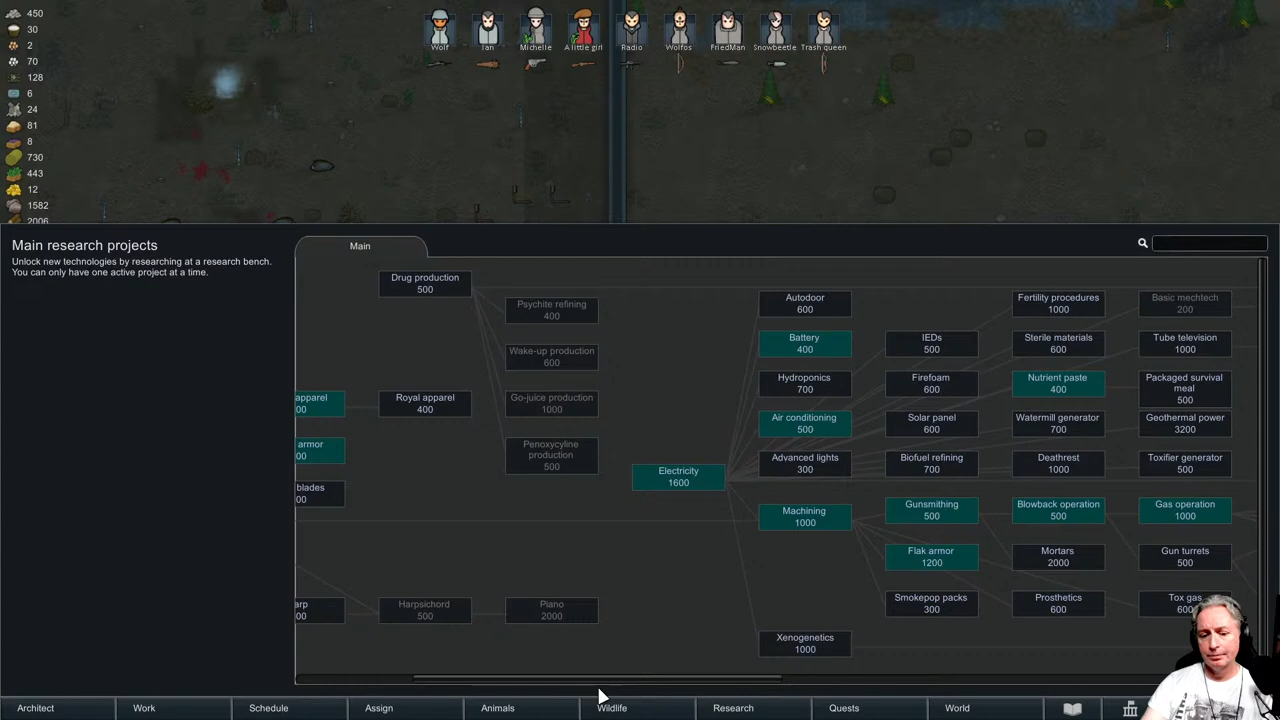 450
30
2
70
128
6
24
81
8
730
443
12
1582
2006
Wolf
Ian
Michelle
A little girl
Radio
Wolfos
FriedMan
Snowbeetle
Trash queen
Main research projects
Unlock new technologies by researching at a research bench.
You can only have one active project at a time.
Main
Drug production
500
Psychite refining
400
Wake-up production
600
apparel
00
Royal apparel
400
Go-juice production
1000
armor
00
Penoxycyline
production
500
blades
00
Electricity
1600
arp
00
Harpsichord
500
Piano
2000
Autodoor
600
Battery
400
Hydroponics
700
Air conditioning
500
Advanced lights
300
Machining
1000
Xenogenetics
1000
IEDs
500
Firefoam
600
Solar panel
600
Biofuel refining
700
Gunsmithing
500
Flak armor
1200
Smokepop packs
300
Fertility procedures
1000
Sterile materials
600
Nutrient paste
400
Watermill generator
700
Deathrest
1000
Blowback operation
500
Mortars
2000
Prosthetics
600
Basic mechtech
200
Tube television
1000
Packaged survival
meal
500
Geothermal power
3200
Toxifier generator
500
Gas operation
1000
Gun turrets
500
Tox gas
600
Architect
Work
Schedule
Assign
Animals
Wildlife
Research
Quests
World